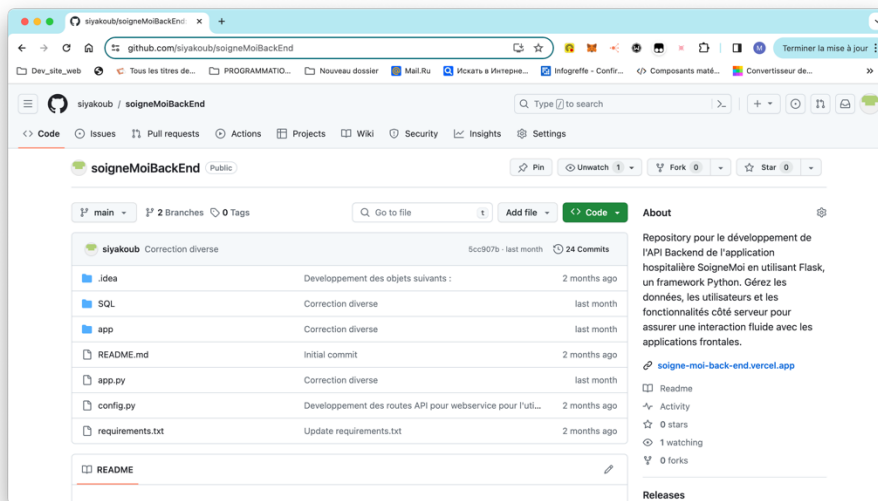 siyakoub/soigneMoiBackEnd:
github.com/siyakoub/soigneMoiBackEnd
M
Terminer la mise à jour
Dev_site_web
Tous les titres de...
PROGRAMMATIO...
Nouveau dossier
Mail.Ru
Искать в Интерне...
Infogreffe - Confir...
Composants maté...
Convertisseur de...
siyakoub / soigneMoiBackEnd
Type / to search
Code
Issues
Pull requests
Actions
Projects
Wiki
Security
Insights
Settings
soigneMoiBackEnd Public
Pin
Unwatch 1
Fork 0
Star 0
main
2 Branches
0 Tags
Go to file t
Add file
Code
siyakoub Correction diverse 5cc907b · last month 24 Commits
.idea Developpement des objets suivants : 2 months ago
SQL Correction diverse last month
app Correction diverse last month
README.md Initial commit 2 months ago
app.py Correction diverse last month
config.py Developpement des routes API pour webservice pour l'uti... 2 months ago
requirements.txt Update requirements.txt 2 months ago
README
About
Repository pour le développement de
l'API Backend de l'application
hospitalière SoigneMoi en utilisant Flask,
un framework Python. Gérez les
données, les utilisateurs et les
fonctionnalités côté serveur pour
assurer une interaction fluide avec les
applications frontales.
soigne-moi-back-end.vercel.app
Readme
Activity
0 stars
1 watching
0 forks
Releases